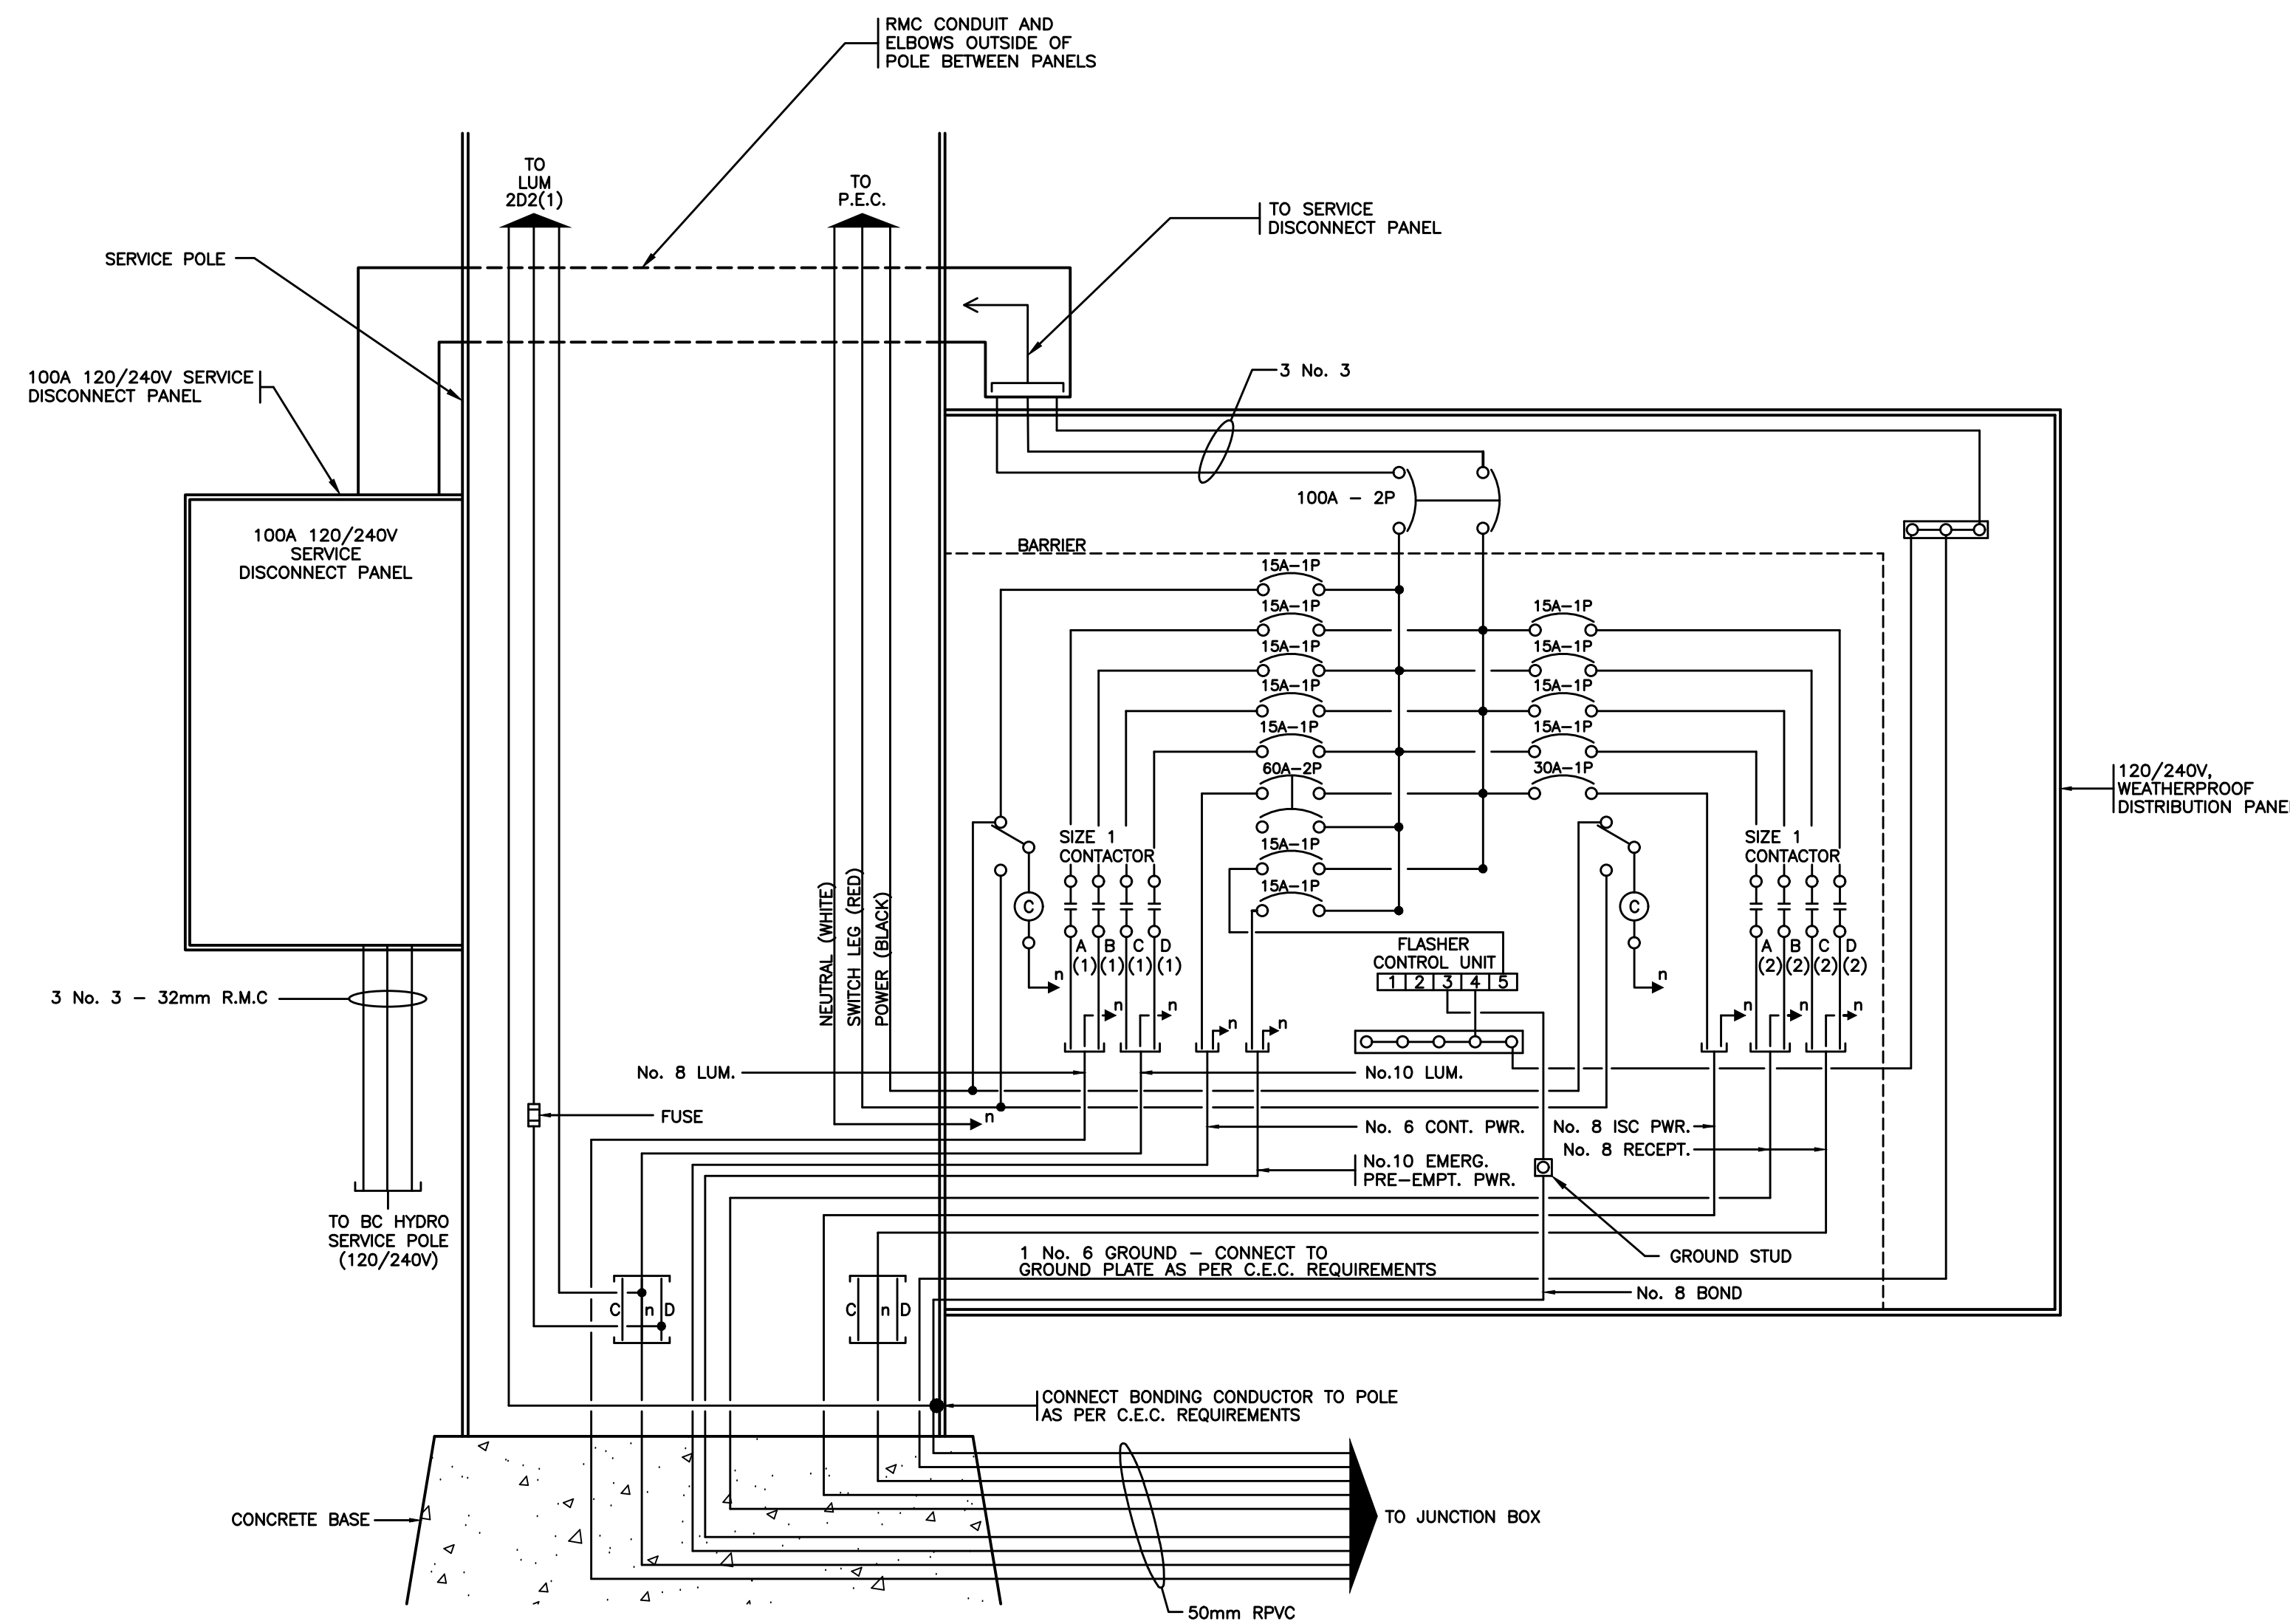 RMC CONDUIT AND
ELBOWS OUTSIDE OF
POLE BETWEEN PANELS
TO
LUM
2D2(1)
TO
P.E.C.
TO SERVICE
DISCONNECT PANEL
SERVICE POLE
100A 120/240V SERVICE
DISCONNECT PANEL
3 No. 3
100A - 2P
100A 120/240V
SERVICE
DISCONNECT PANEL
BARRIER
15A-1P
15A-1P 15A-1P
15A-1P 15A-1P
15A-1P 15A-1P
15A-1P 15A-1P
60A-2P 30A-1P
120/240V,
WEATHERPROOF
DISTRIBUTION PANEL
SIZE 1
CONTACTOR
15A-1P
15A-1P
SIZE 1
CONTACTOR
NEUTRAL (WHITE)
SWITCH LEG (RED)
POWER (BLACK)
C
C
A B C D
(1) (1) (1) (1)
A B C D
(2) (2) (2) (2)
FLASHER
CONTROL UNIT
1 2 3 4 5
n
n
n n
n n
n n n
3 No. 3 - 32mm R.M.C
No. 8 LUM.
No.10 LUM.
FUSE
n
No. 6 CONT. PWR.
No. 8 ISC PWR.
No. 8 RECEPT.
No.10 EMERG.
PRE-EMPT. PWR.
TO BC HYDRO
SERVICE POLE
(120/240V)
1 No. 6 GROUND - CONNECT TO
GROUND PLATE AS PER C.E.C. REQUIREMENTS
GROUND STUD
No. 8 BOND
C n D
C n D
CONNECT BONDING CONDUCTOR TO POLE
AS PER C.E.C. REQUIREMENTS
CONCRETE BASE
TO JUNCTION BOX
50mm RPVC